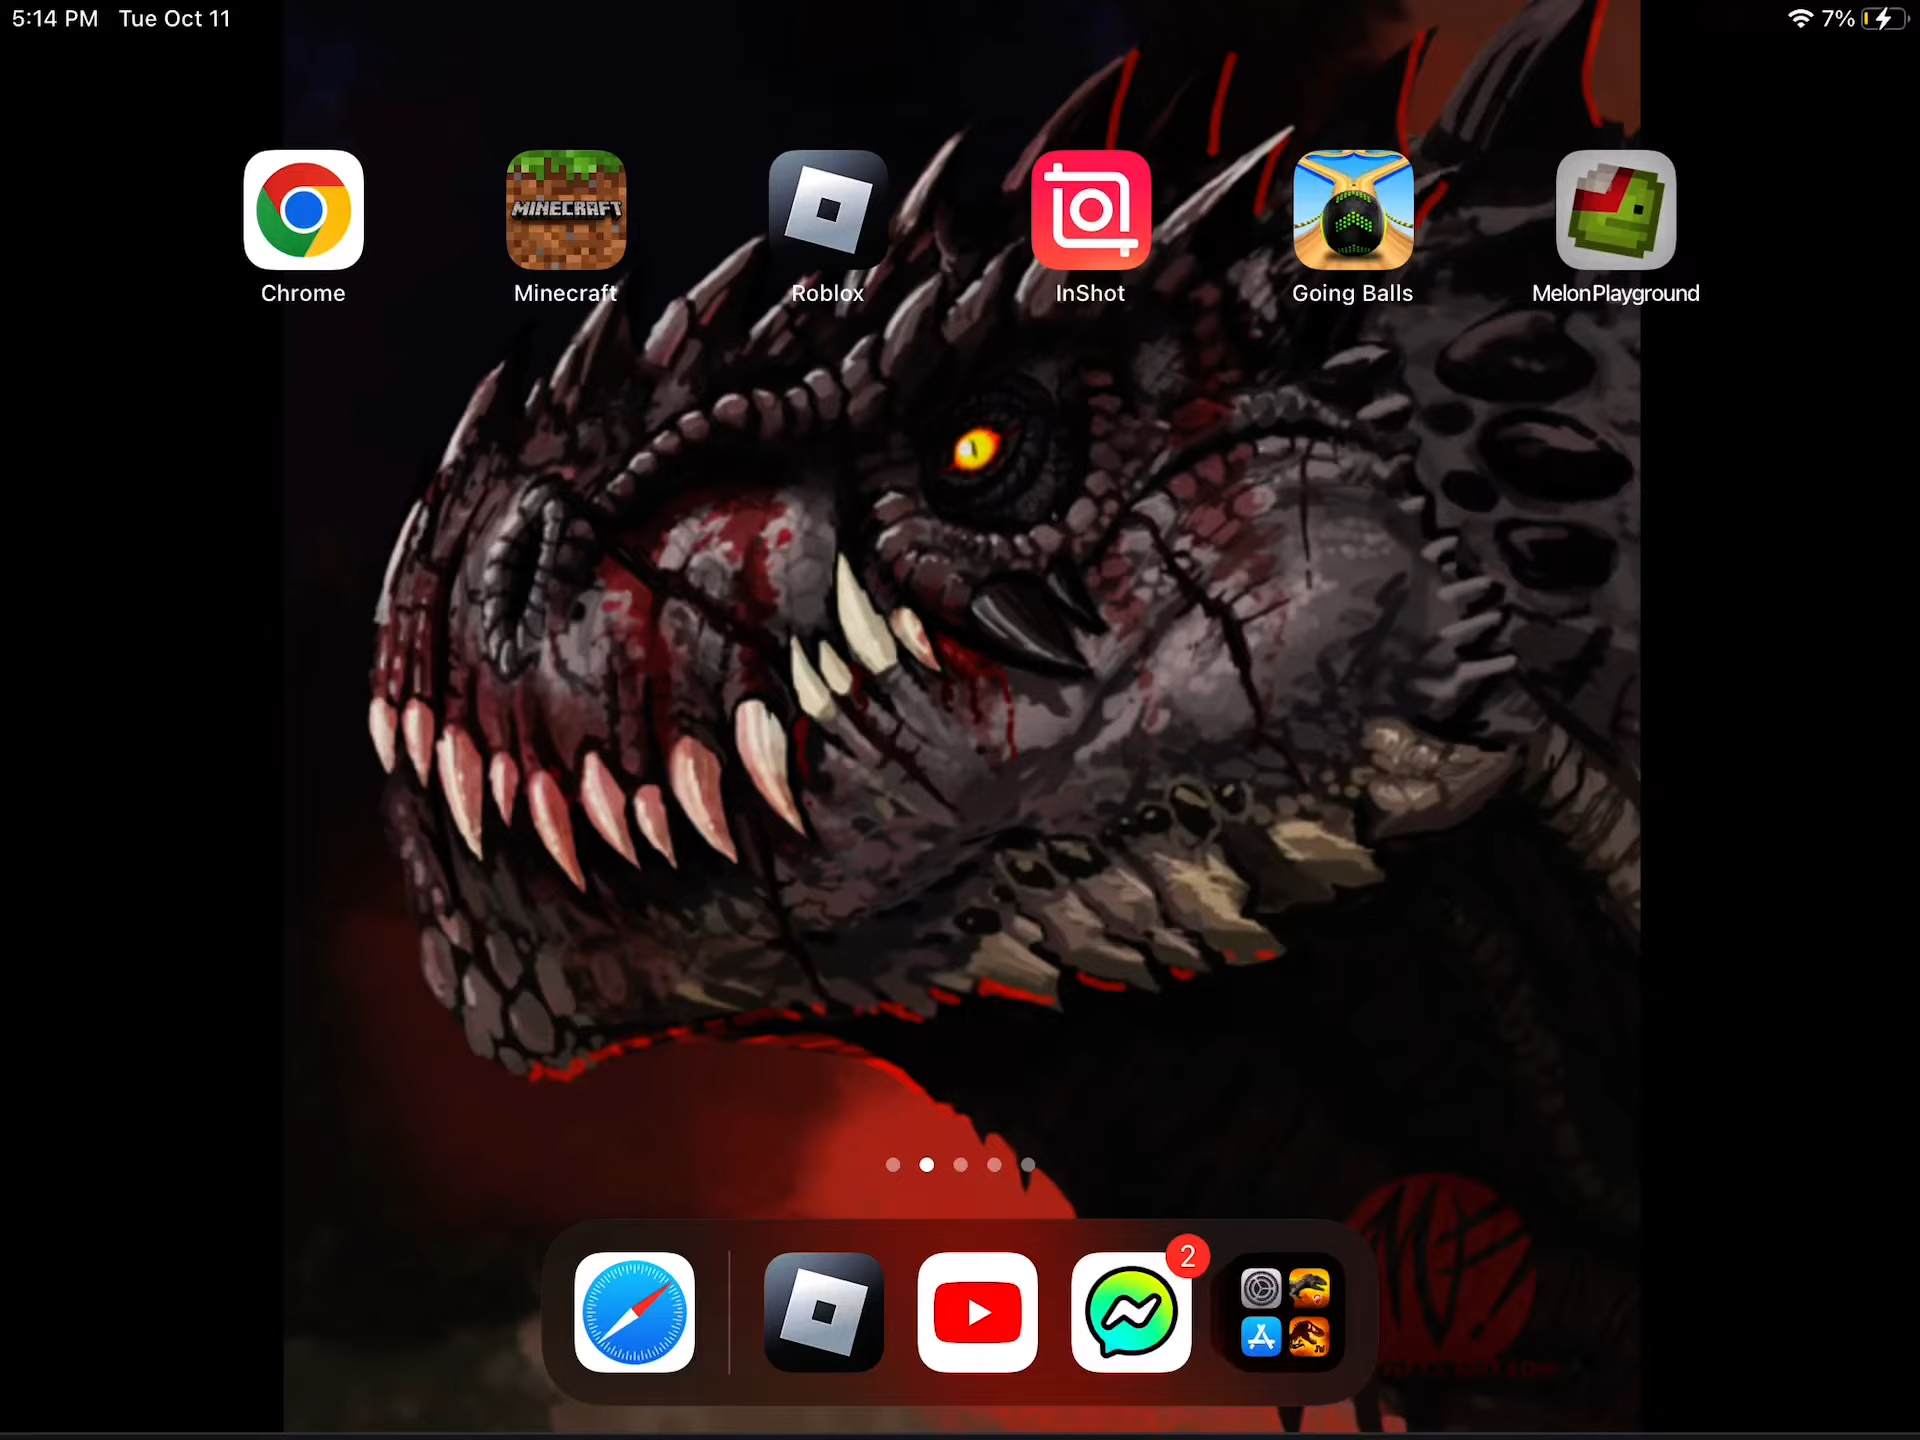 5:14 PM Tue Oct 11
7%
MINECRAFT
Chrome
Minecraft
Roblox
InShot
Going Balls
MelonPlayground
2